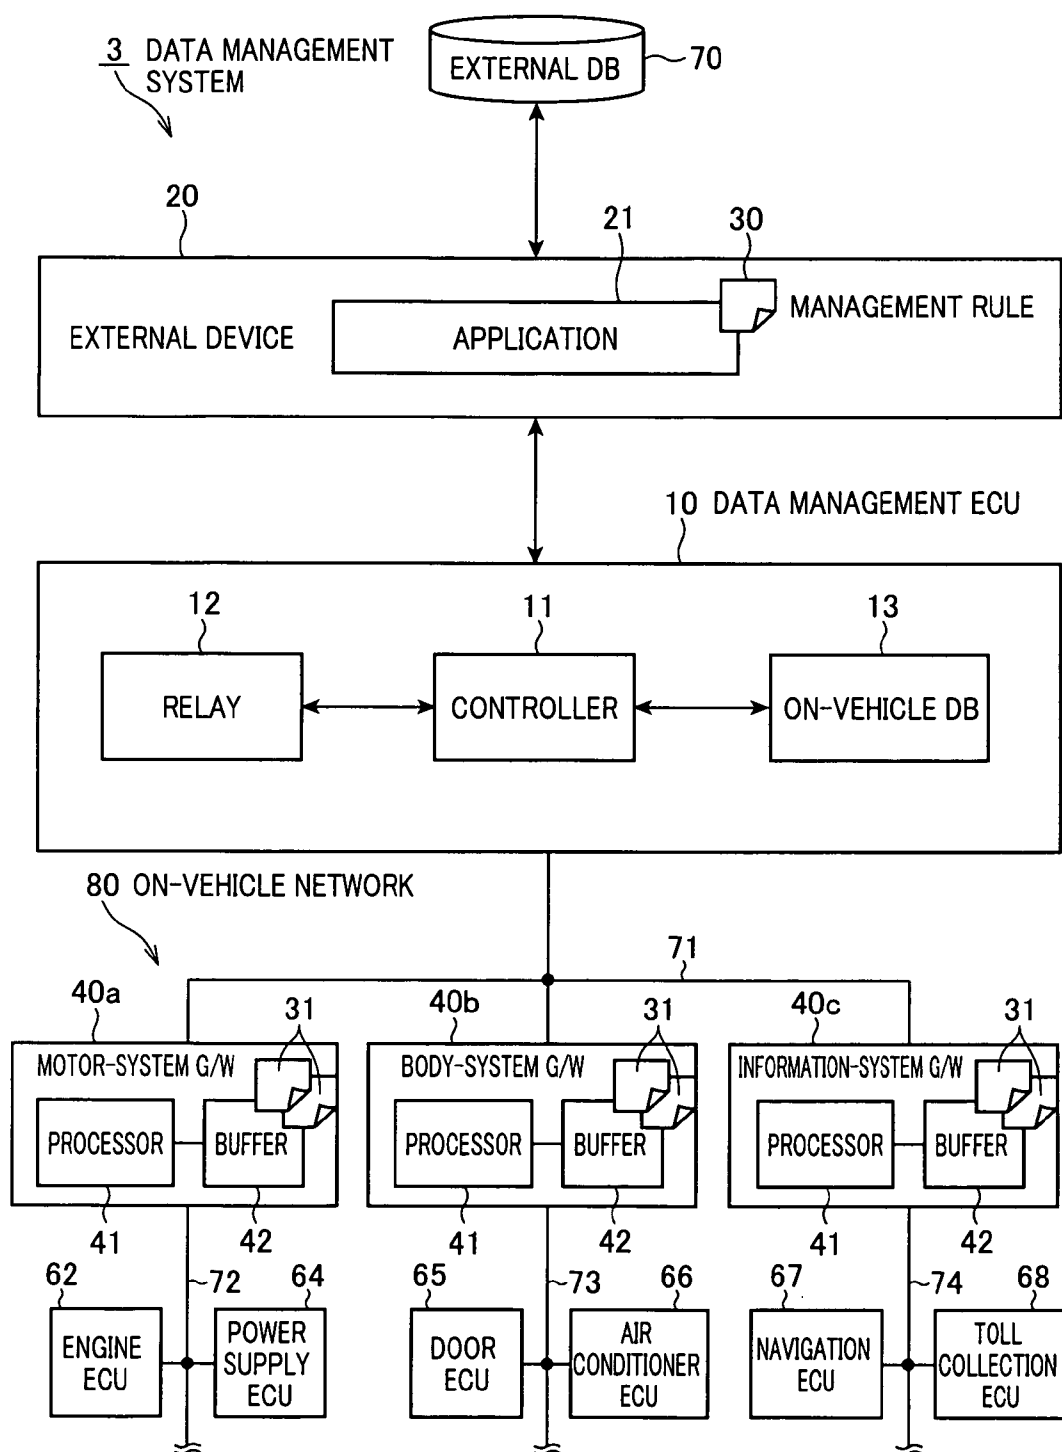 3 DATA MANAGEMENT
SYSTEM
EXTERNAL DB
70
20
21
30
EXTERNAL DEVICE
APPLICATION
MANAGEMENT RULE
10 DATA MANAGEMENT ECU
12
11
13
RELAY
CONTROLLER
ON-VEHICLE DB
80 ON-VEHICLE NETWORK
71
40a
31
40b
31
40c
31
MOTOR-SYSTEM G/W
BODY-SYSTEM G/W
INFORMATION-SYSTEM G/W
PROCESSOR
BUFFER
PROCESSOR
BUFFER
PROCESSOR
BUFFER
41
42
41
42
41
42
62
72
64
65
73
66
67
74
68
ENGINE
ECU
POWER
SUPPLY
ECU
DOOR
ECU
AIR
CONDITIONER
ECU
NAVIGATION
ECU
TOLL
COLLECTION
ECU